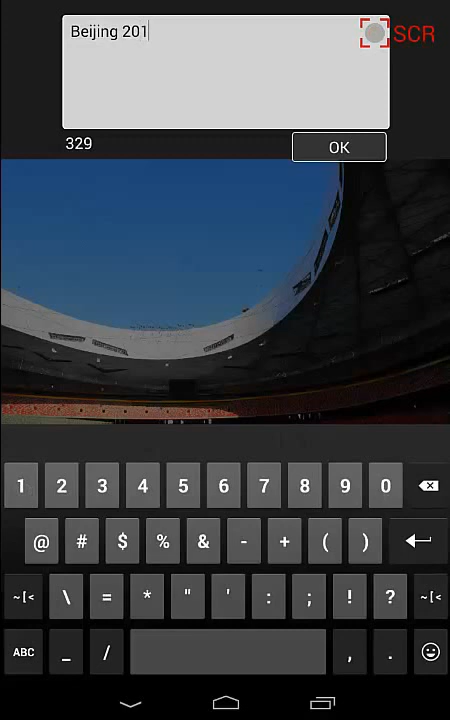 Beijing 201
SCR
329
OK
1 2 3 4 5 6 7 8 9 0
@ # $ % & - + ( )
~[< \ = * " ' : ; ! ? ~[<
ABC _ / , .